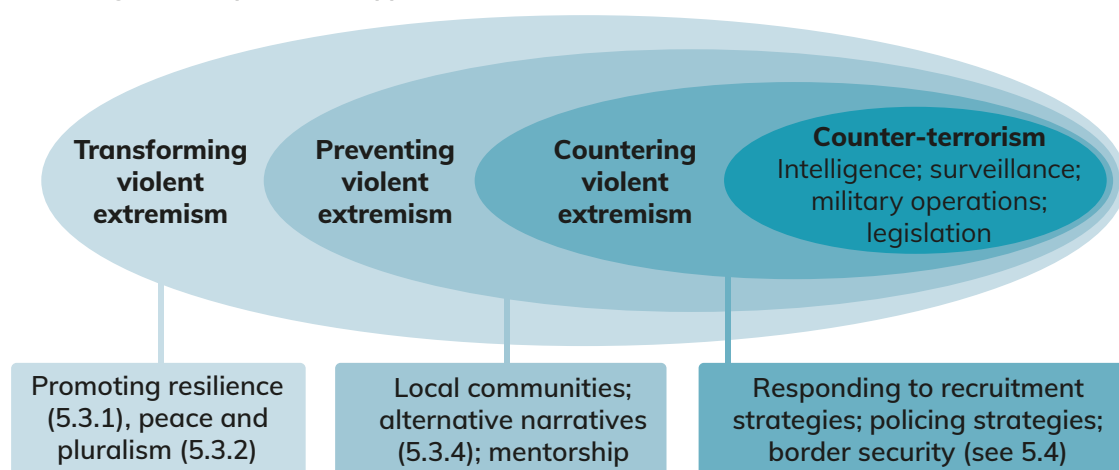 Transforming
violent
extremism
Preventing
violent
extremism
Countering
violent
extremism
Counter-terrorism
Intelligence; surveillance;
military operations;
legislation
Promoting resilience
(5.3.1), peace and
pluralism (5.3.2)
Local communities;
alternative narratives
(5.3.4); mentorship
Responding to recruitment
strategies; policing strategies;
border security (see 5.4)